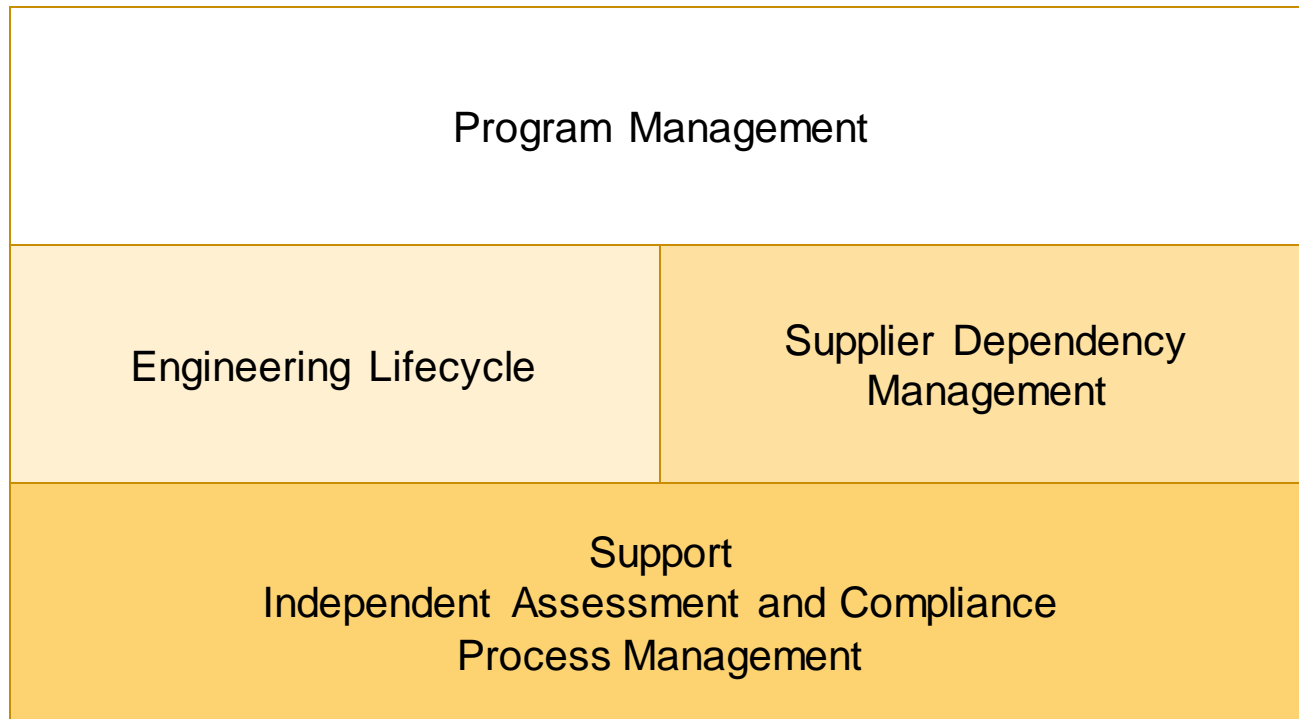 Program Management
Engineering Lifecycle
Supplier Dependency
Management
Support
Independent Assessment and Compliance
Process Management